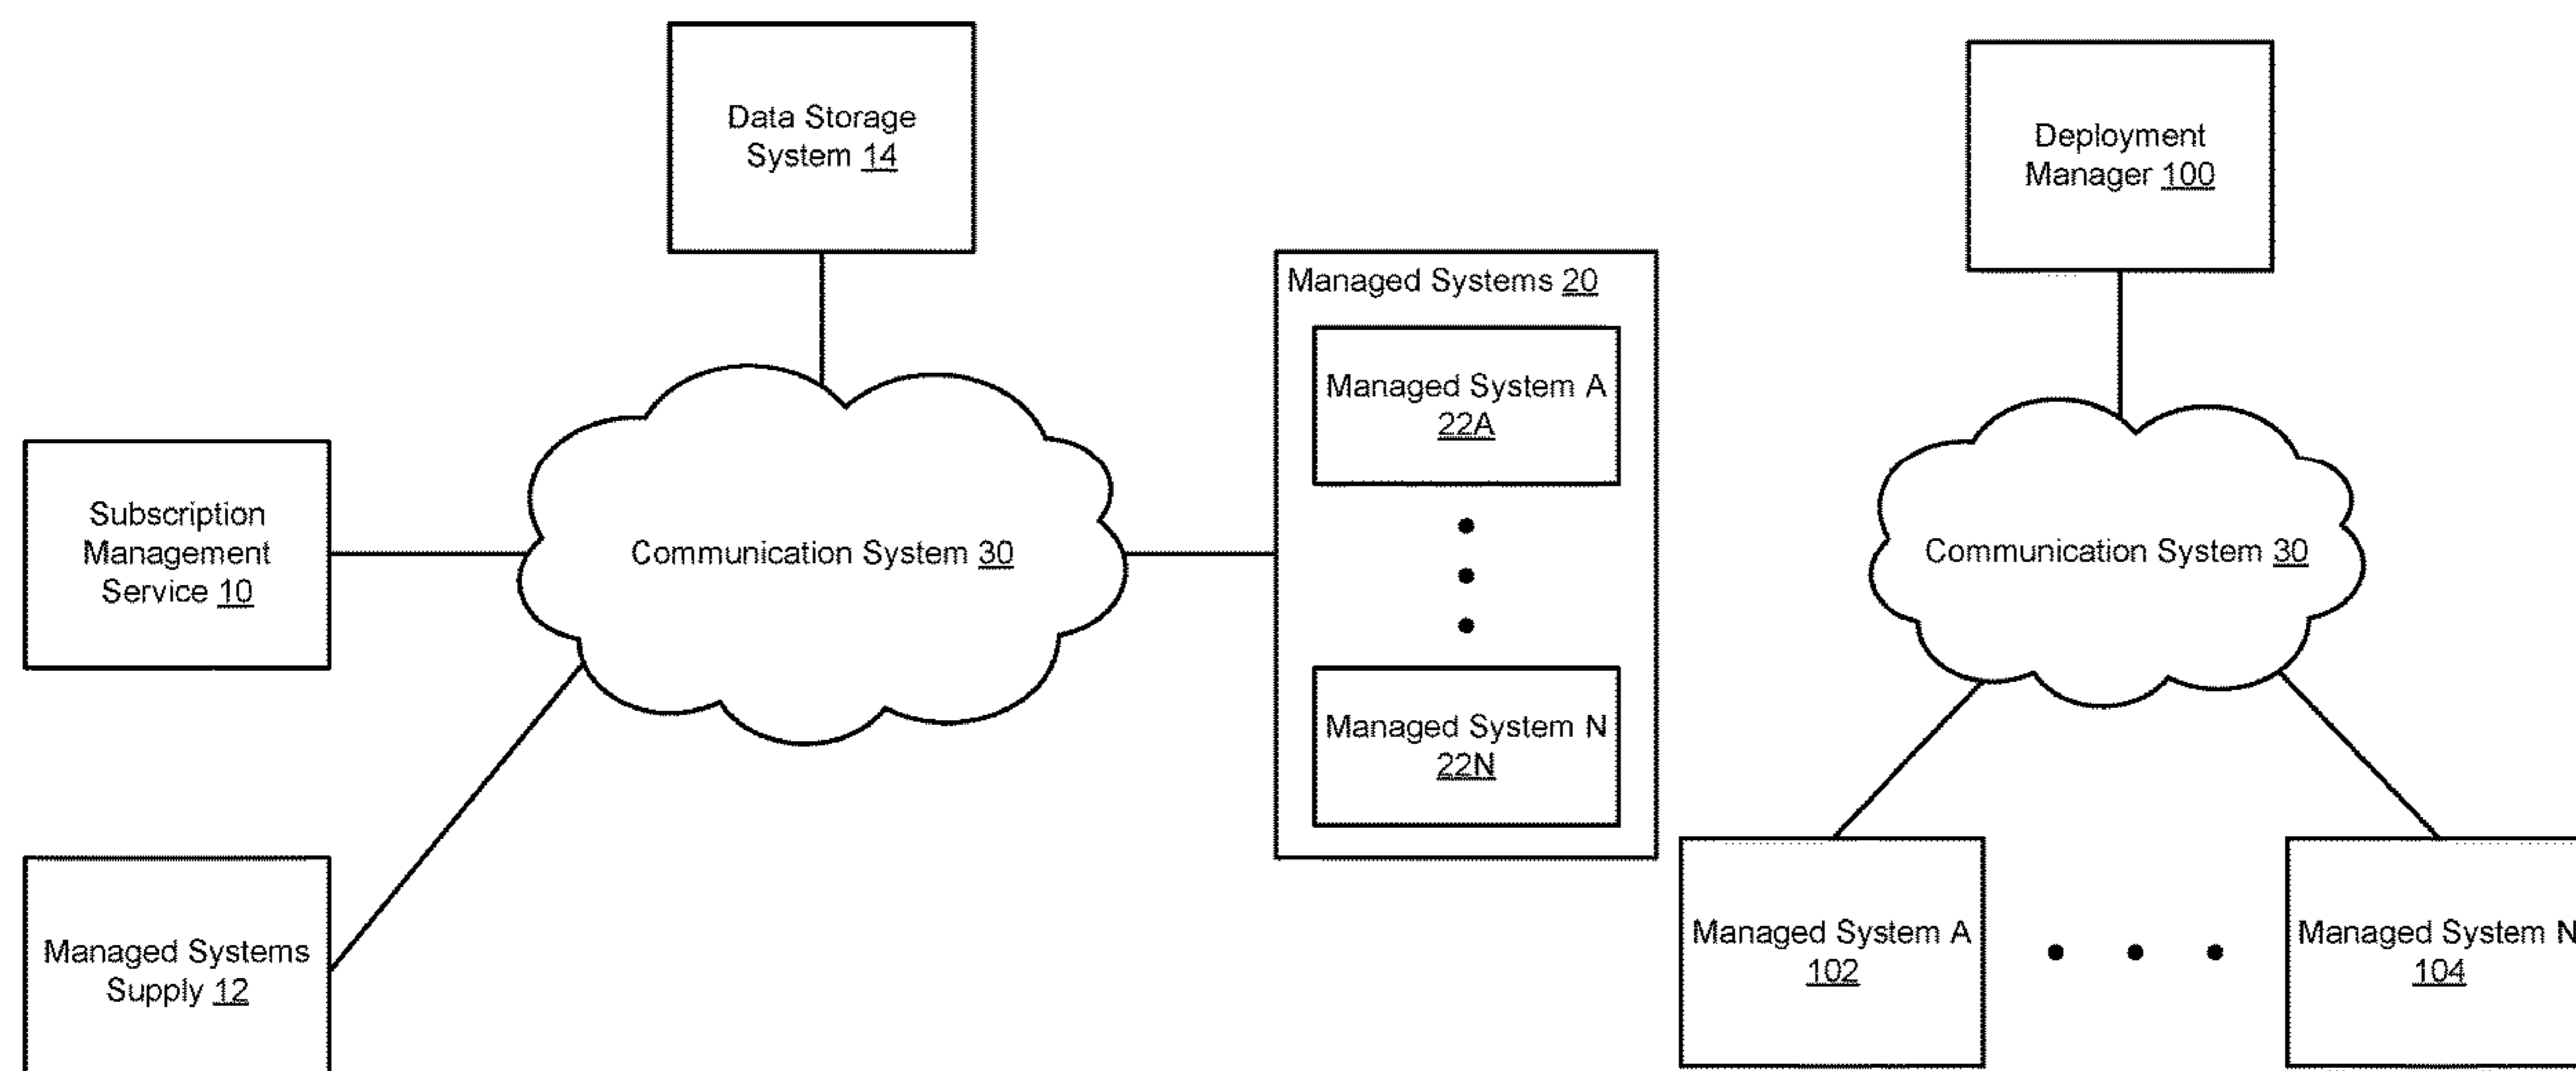 Data Storage
System 14
Subscription
Management
Service 10
Communication System 30
Managed Systems 20
Managed System A
22A
Managed System N
22N
Managed Systems
Supply 12
Deployment
Manager 100
Communication System 30
Managed System A
102
Managed System N
104